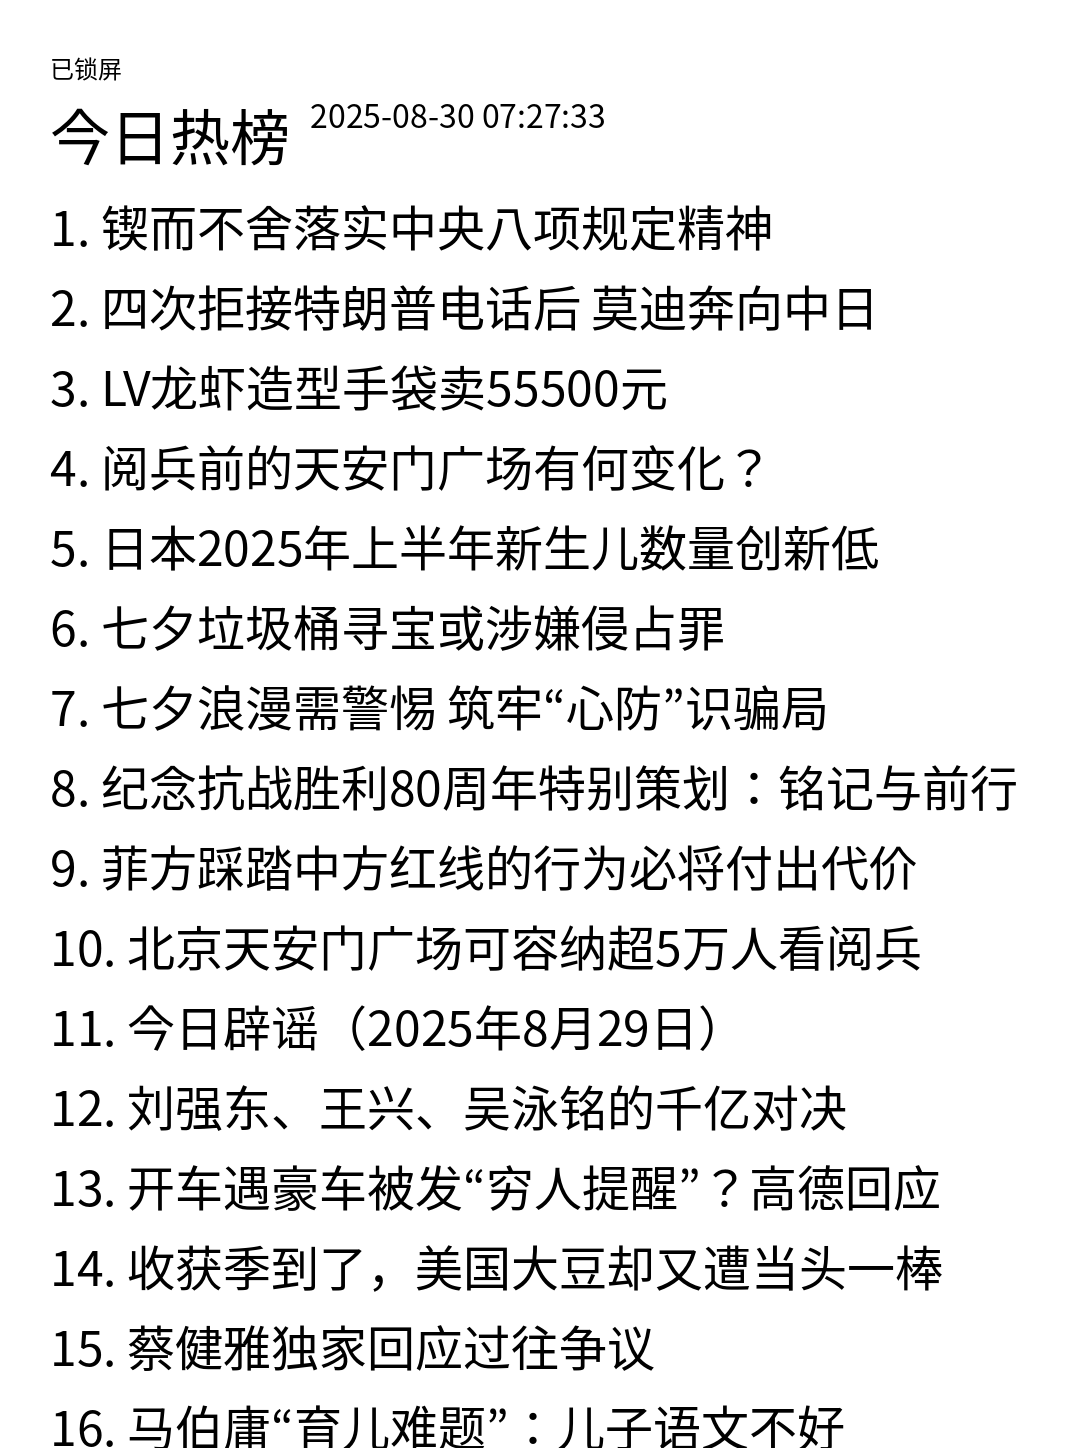 已锁屏
今日热榜 2025-08-30 07:27:33
1. 锲而不舍落实中央八项规定精神
2. 四次拒接特朗普电话后 莫迪奔向中日
3. LV龙虾造型手袋卖55500元
4. 阅兵前的天安门广场有何变化？
5. 日本2025年上半年新生儿数量创新低
6. 七夕垃圾桶寻宝或涉嫌侵占罪
7. 七夕浪漫需警惕 筑牢“心防”识骗局
8. 纪念抗战胜利80周年特别策划：铭记与前行
9. 菲方踩踏中方红线的行为必将付出代价
10. 北京天安门广场可容纳超5万人看阅兵
11. 今日辟谣（2025年8月29日）
12. 刘强东、王兴、吴泳铭的千亿对决
13. 开车遇豪车被发“穷人提醒”？高德回应
14. 收获季到了，美国大豆却又遭当头一棒
15. 蔡健雅独家回应过往争议
16. 马伯庸“育儿难题”：儿子语文不好